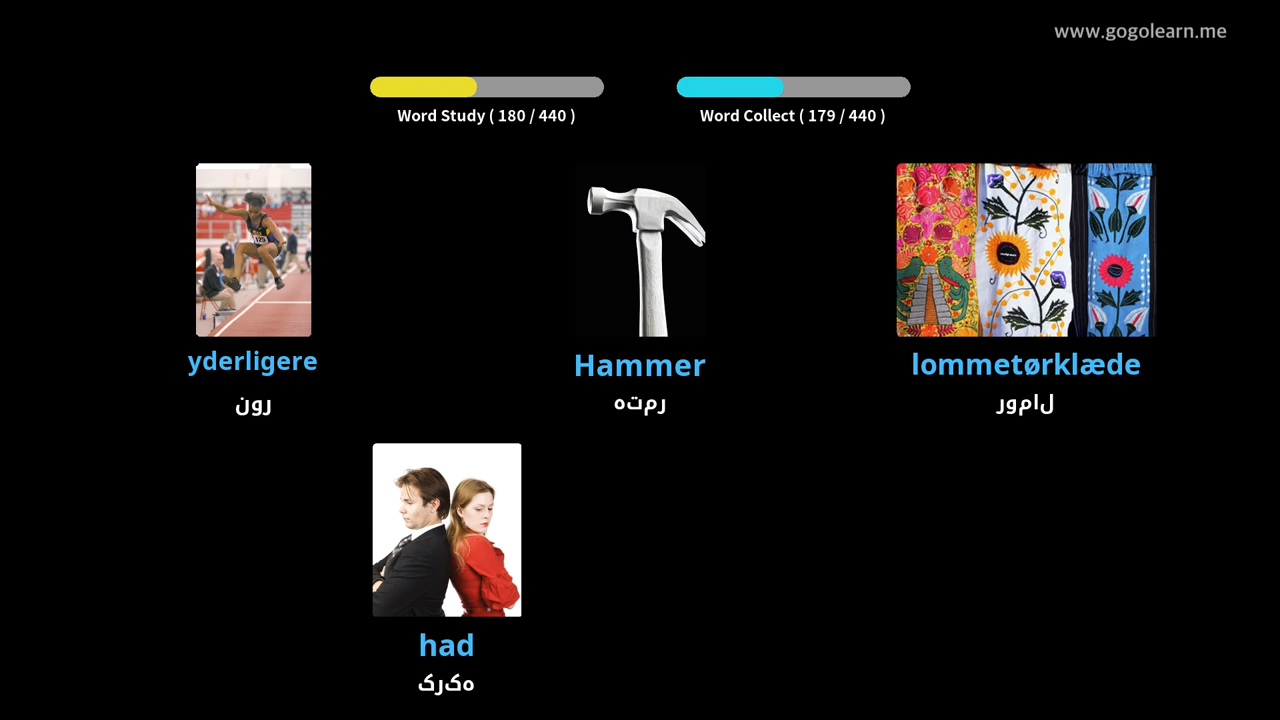 www.gogolearn.me
Word Study ( 180 / 440 )
Word Collect ( 179 / 440 )
yderligere
رون
Hammer
رمته
lommetørklæde
لامور
had
هکرک